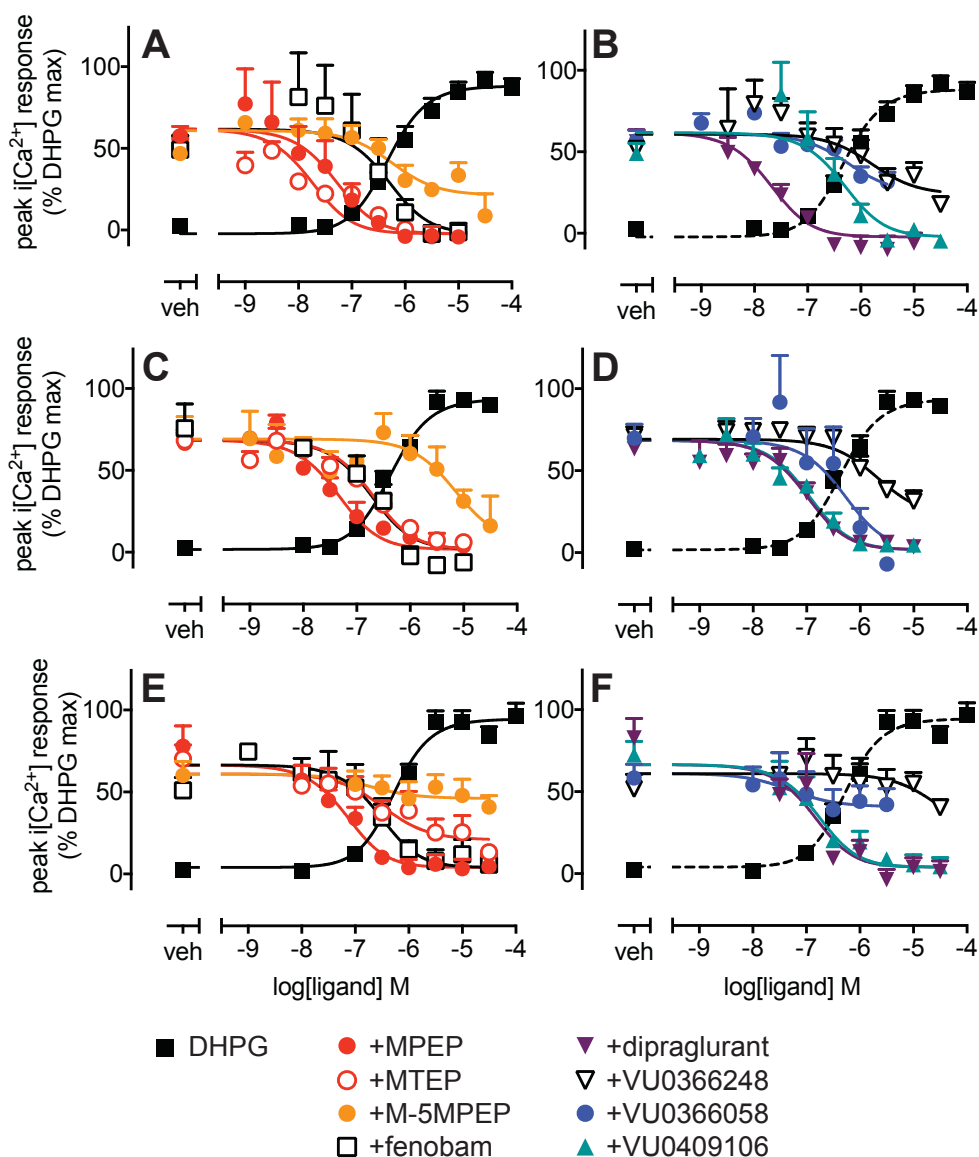 A
B
peak i[Ca²⁺] response
(% DHPG max)
100
50
0
100
50
0
veh
-9
-8
-7
-6
-5
-4
veh
-9
-8
-7
-6
-5
-4
C
D
peak i[Ca²⁺] response
(% DHPG max)
100
50
0
100
50
0
veh
-9
-8
-7
-6
-5
-4
veh
-9
-8
-7
-6
-5
-4
E
F
peak i[Ca²⁺] response
(% DHPG max)
100
50
0
100
50
0
veh
-9
-8
-7
-6
-5
-4
veh
-9
-8
-7
-6
-5
-4
log[ligand] M
log[ligand] M
DHPG
+MPEP
+MTEP
+M-5MPEP
+fenobam
+dipraglurant
+VU0366248
+VU0366058
+VU0409106